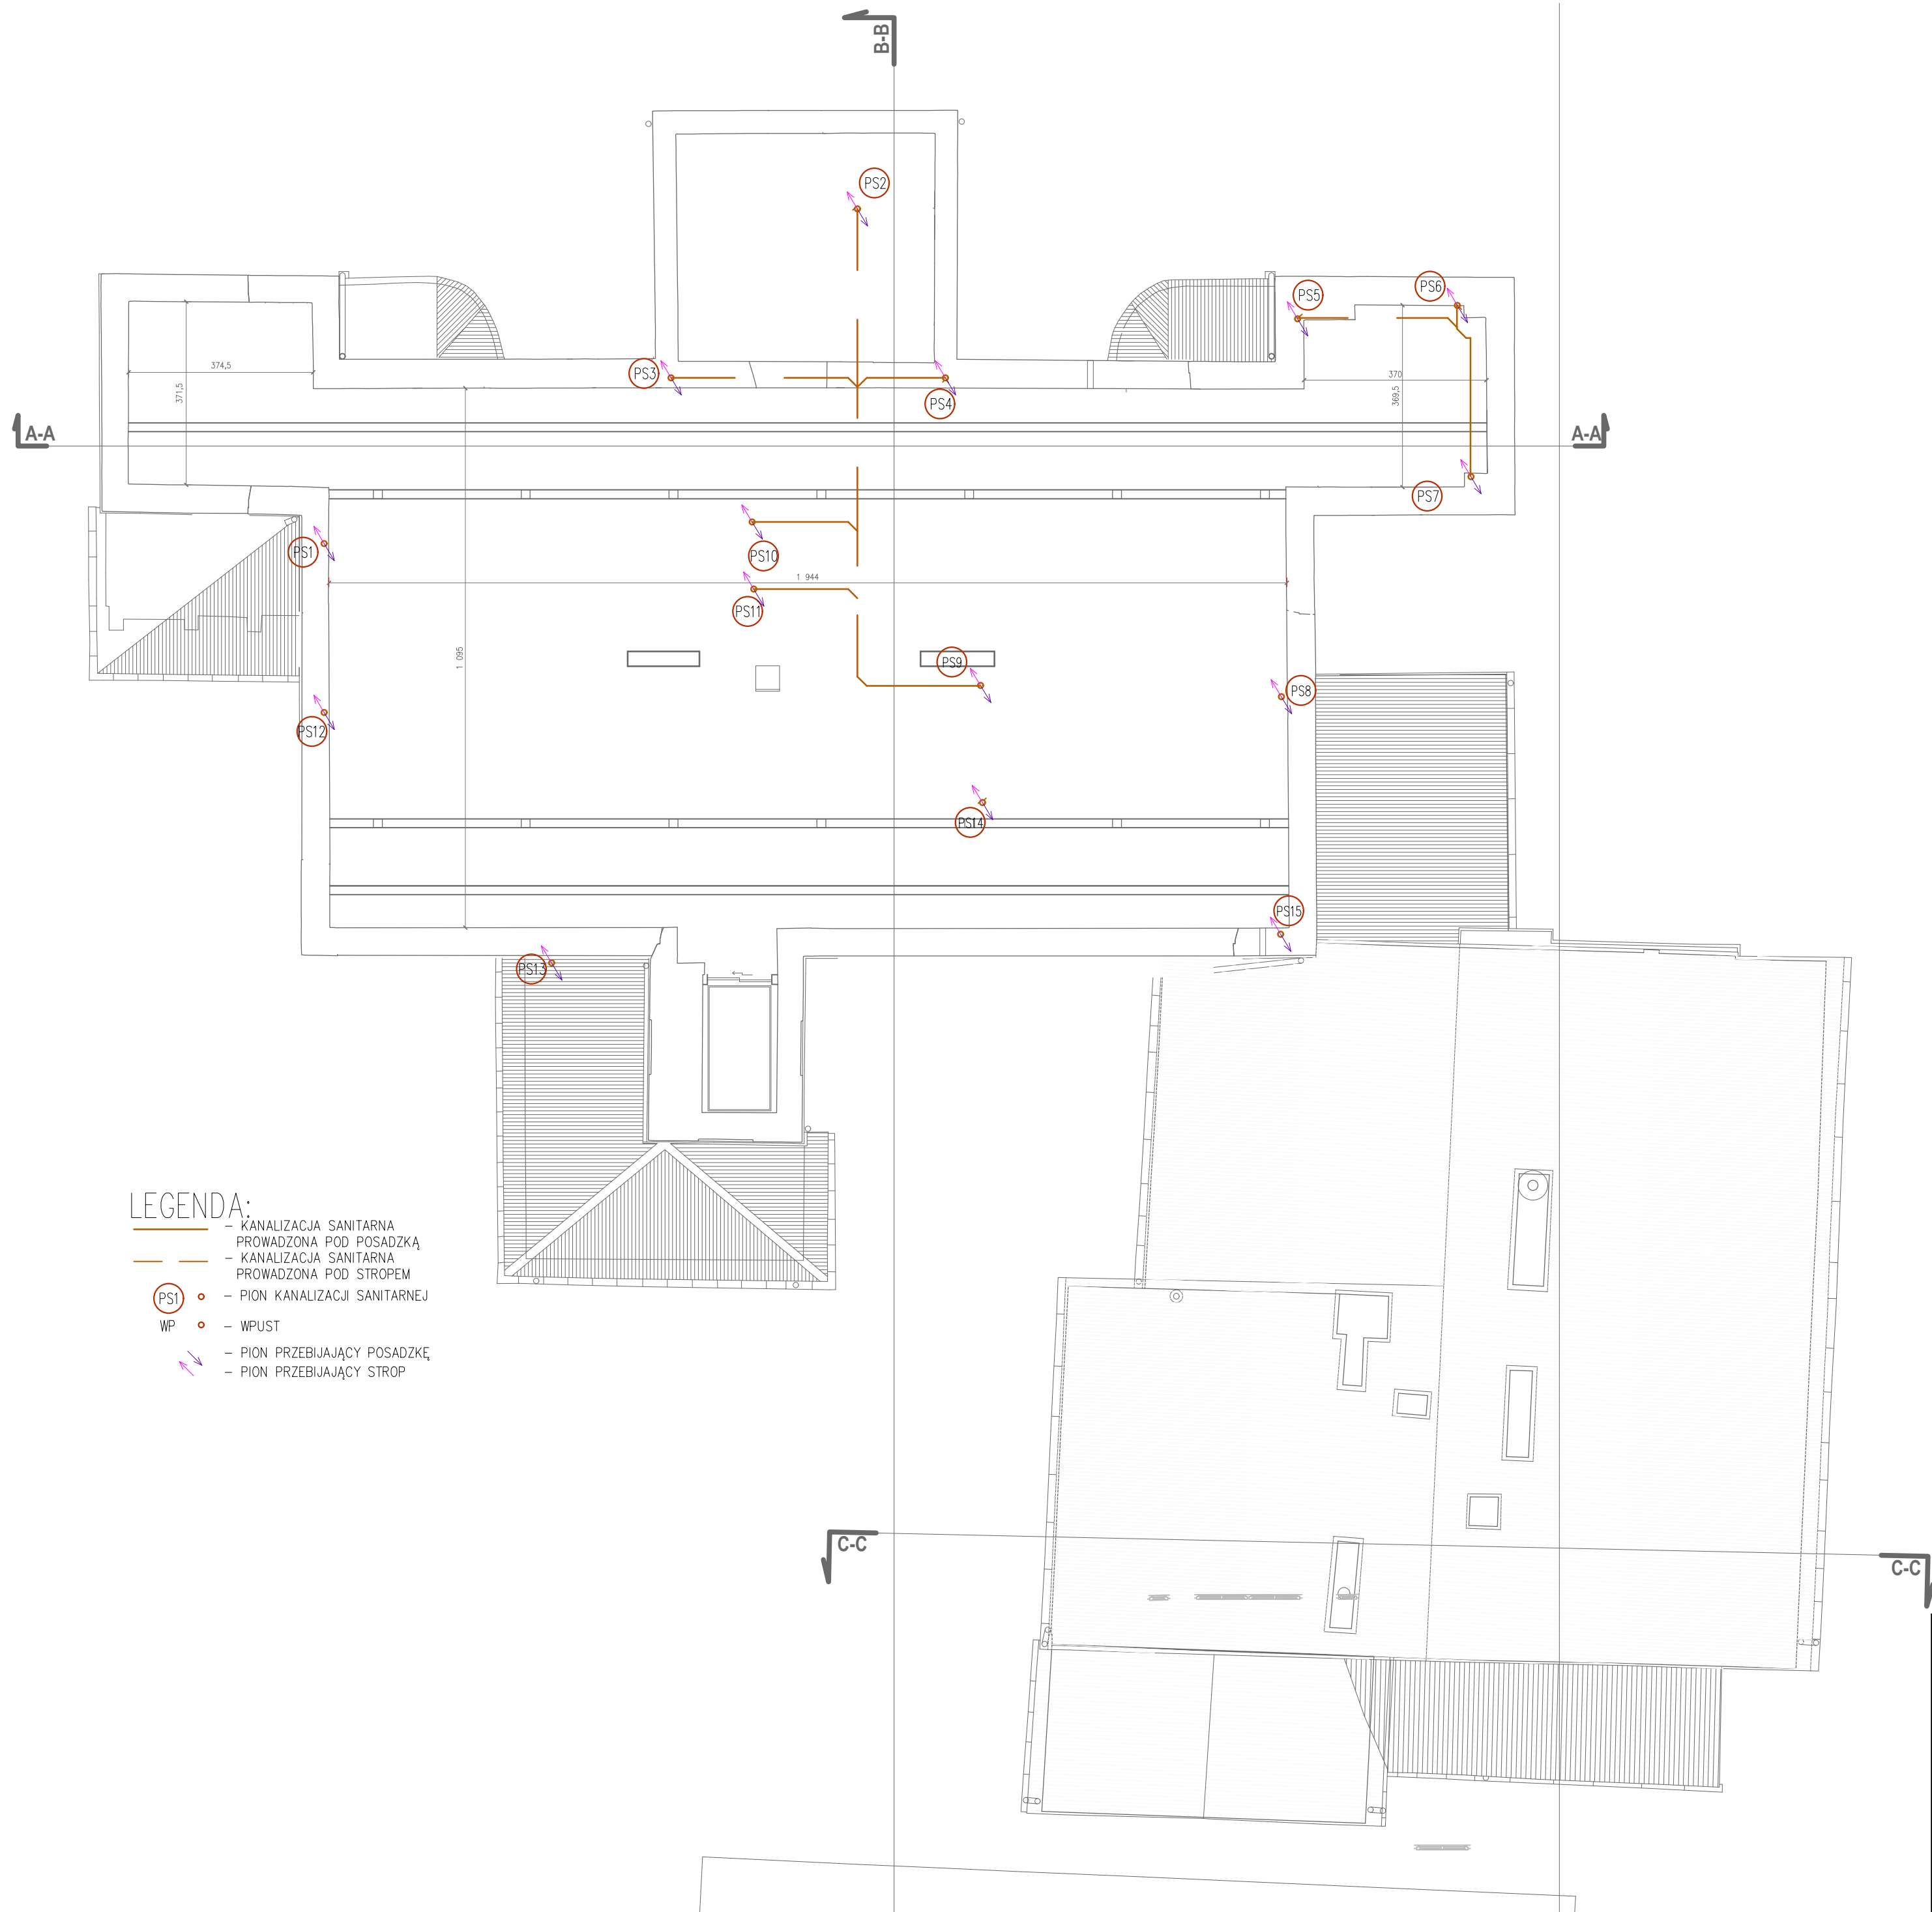 B-B
PS2
PS5
PS6
PS3
374,5
371,5
370
369,5
PS4
A-A
A-A
PS7
PS1
PS10
1 944
PS11
1 095
PS9
PS8
PS12
PS14
PS15
PS13
LEGENDA:
– KANALIZACJA SANITARNA
PROWADZONA POD POSADZKĄ
– KANALIZACJA SANITARNA
PROWADZONA POD STROPEM
PS1 – PION KANALIZACJI SANITARNEJ
WP – WPUST
– PION PRZEBIJAJĄCY POSADZKĘ
– PION PRZEBIJAJĄCY STROP
C-C
C-C